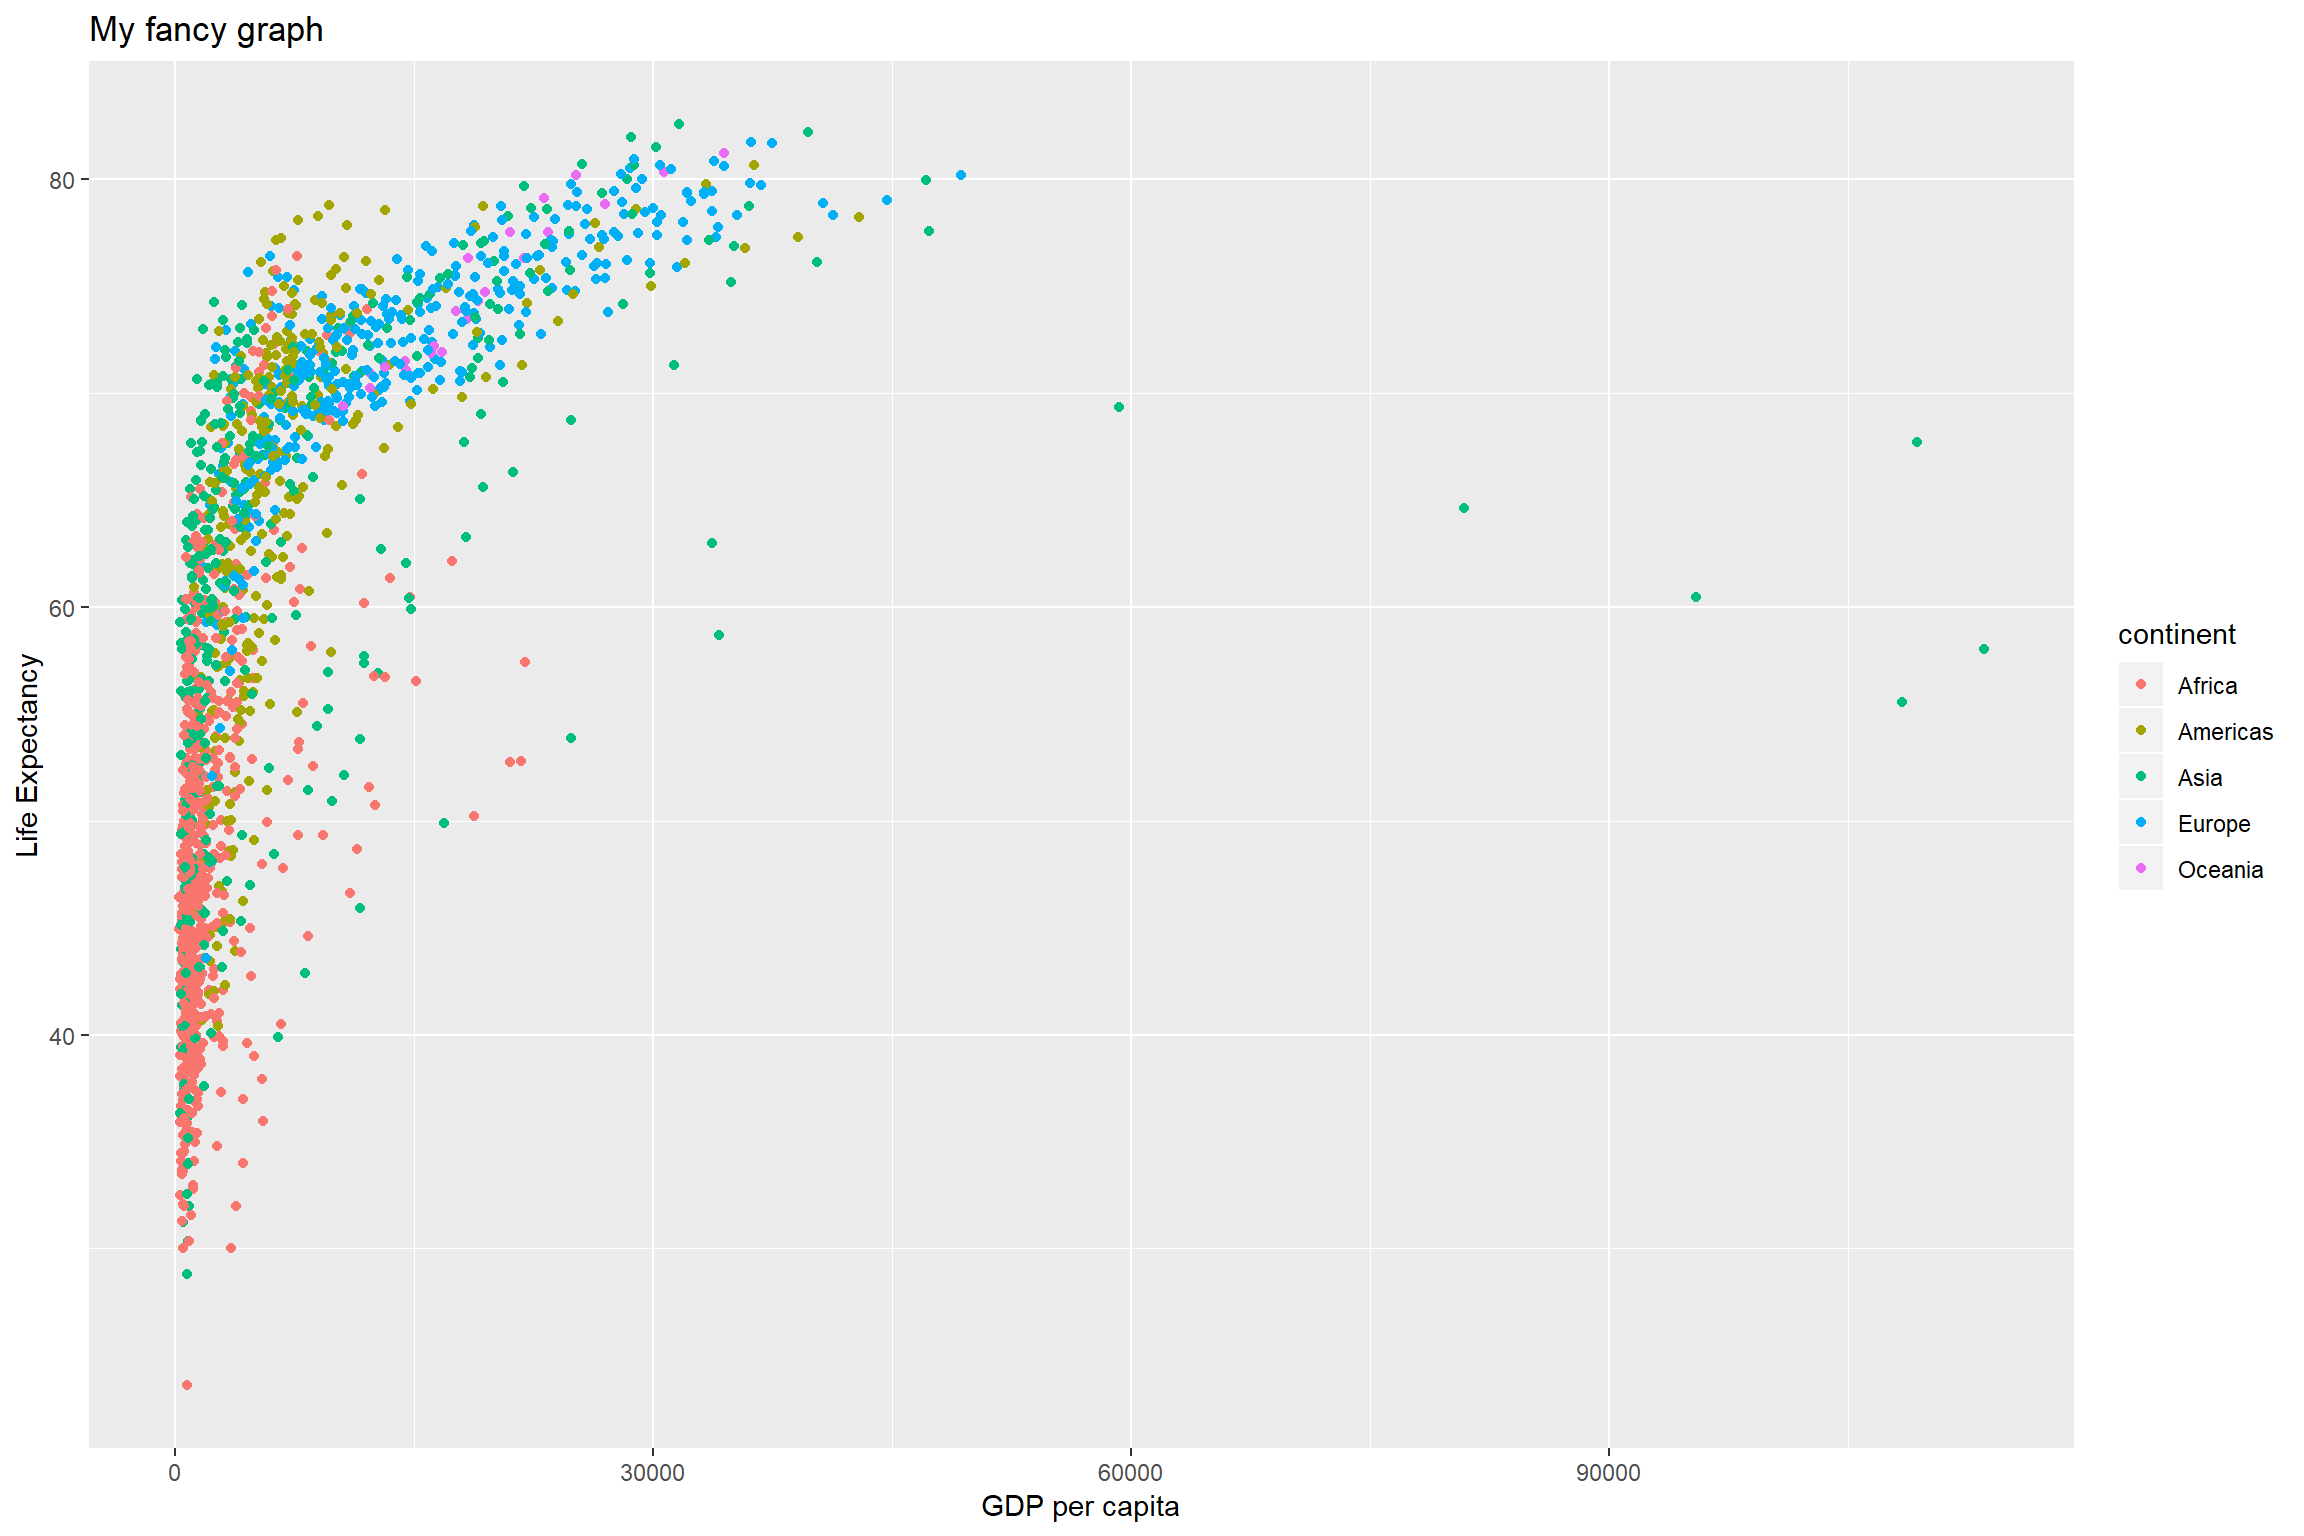 My fancy graph
80
60
40
Life Expectancy
0 30000 60000 90000
GDP per capita
continent
Africa
Americas
Asia
Europe
Oceania